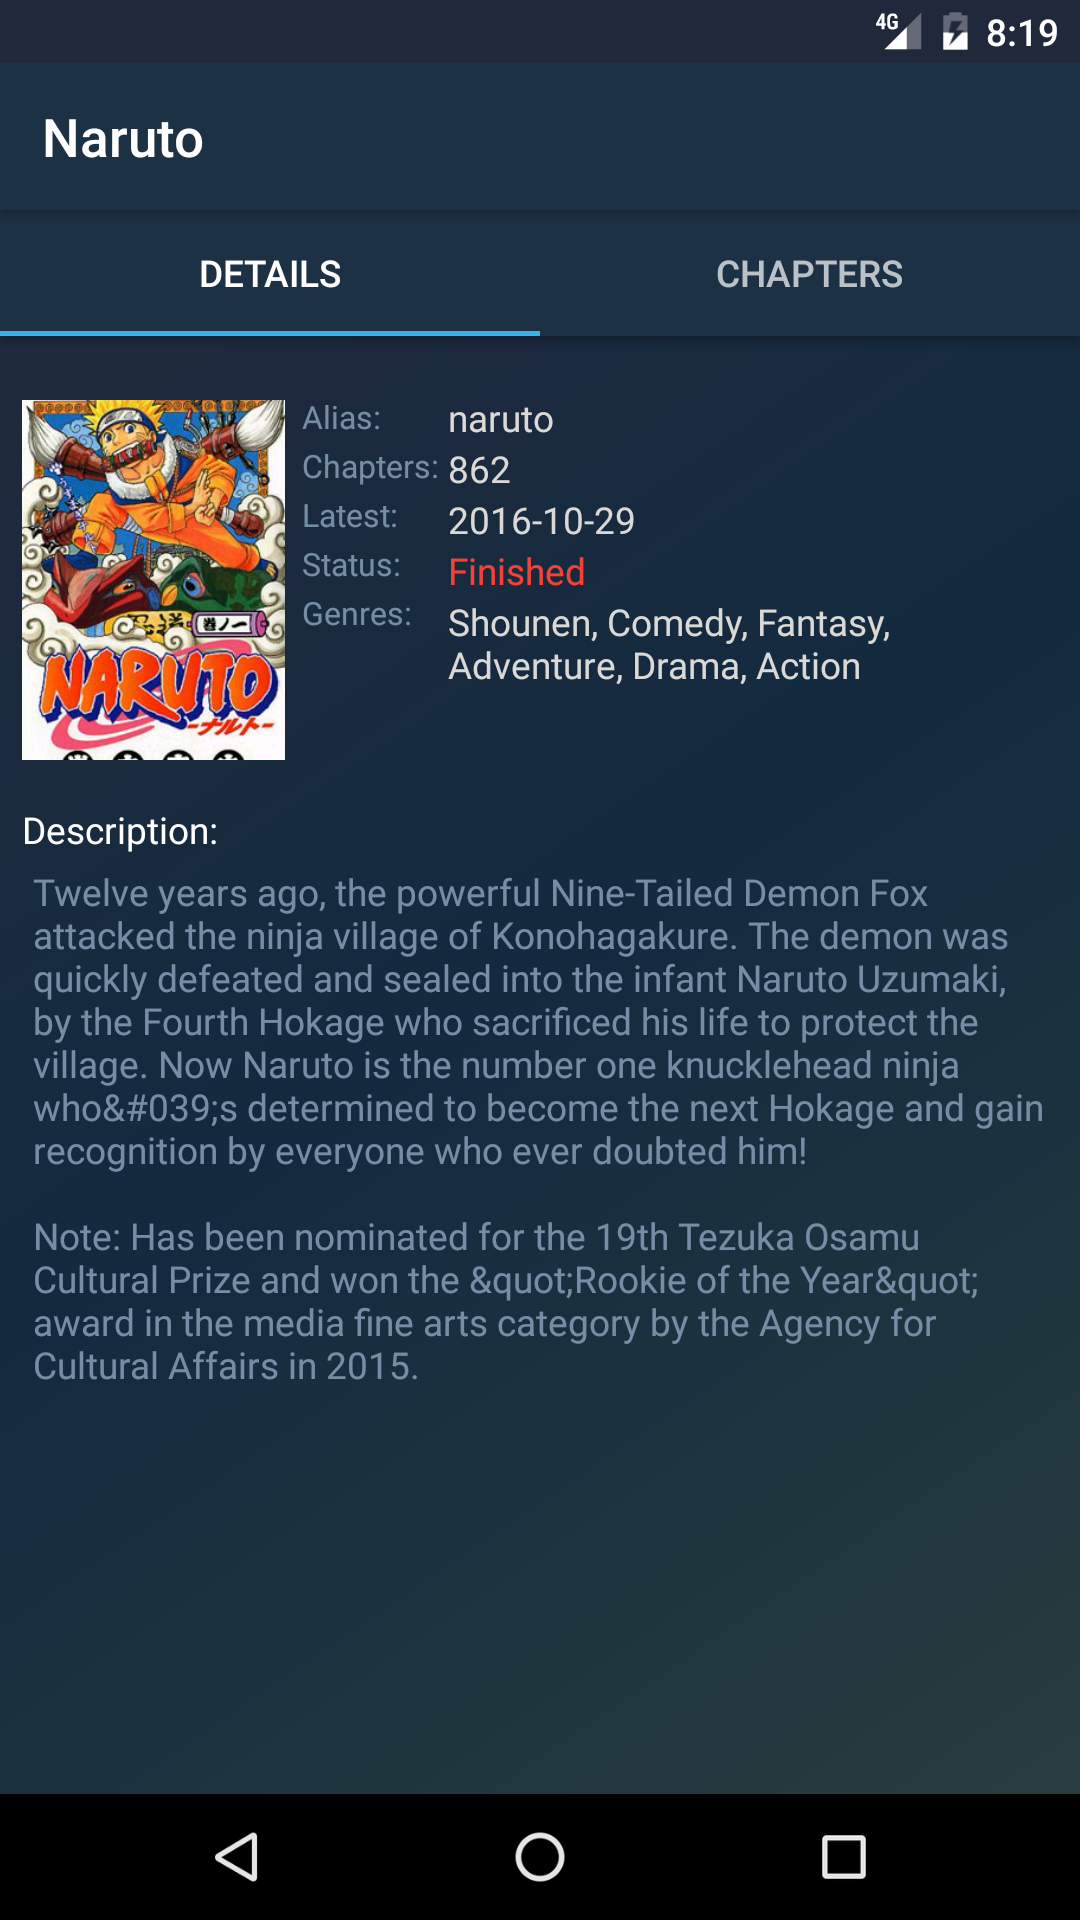 4G 8:19
Naruto
DETAILS CHAPTERS
Alias: naruto
Chapters: 862
Latest: 2016-10-29
Status: Finished
Genres: Shounen, Comedy, Fantasy,
Adventure, Drama, Action
巻ノ一
NARUTO
-ナルト-
Description:
Twelve years ago, the powerful Nine-Tailed Demon Fox
attacked the ninja village of Konohagakure. The demon was
quickly defeated and sealed into the infant Naruto Uzumaki,
by the Fourth Hokage who sacrificed his life to protect the
village. Now Naruto is the number one knucklehead ninja
who&#039;s determined to become the next Hokage and gain
recognition by everyone who ever doubted him!
Note: Has been nominated for the 19th Tezuka Osamu
Cultural Prize and won the &quot;Rookie of the Year&quot;
award in the media fine arts category by the Agency for
Cultural Affairs in 2015.